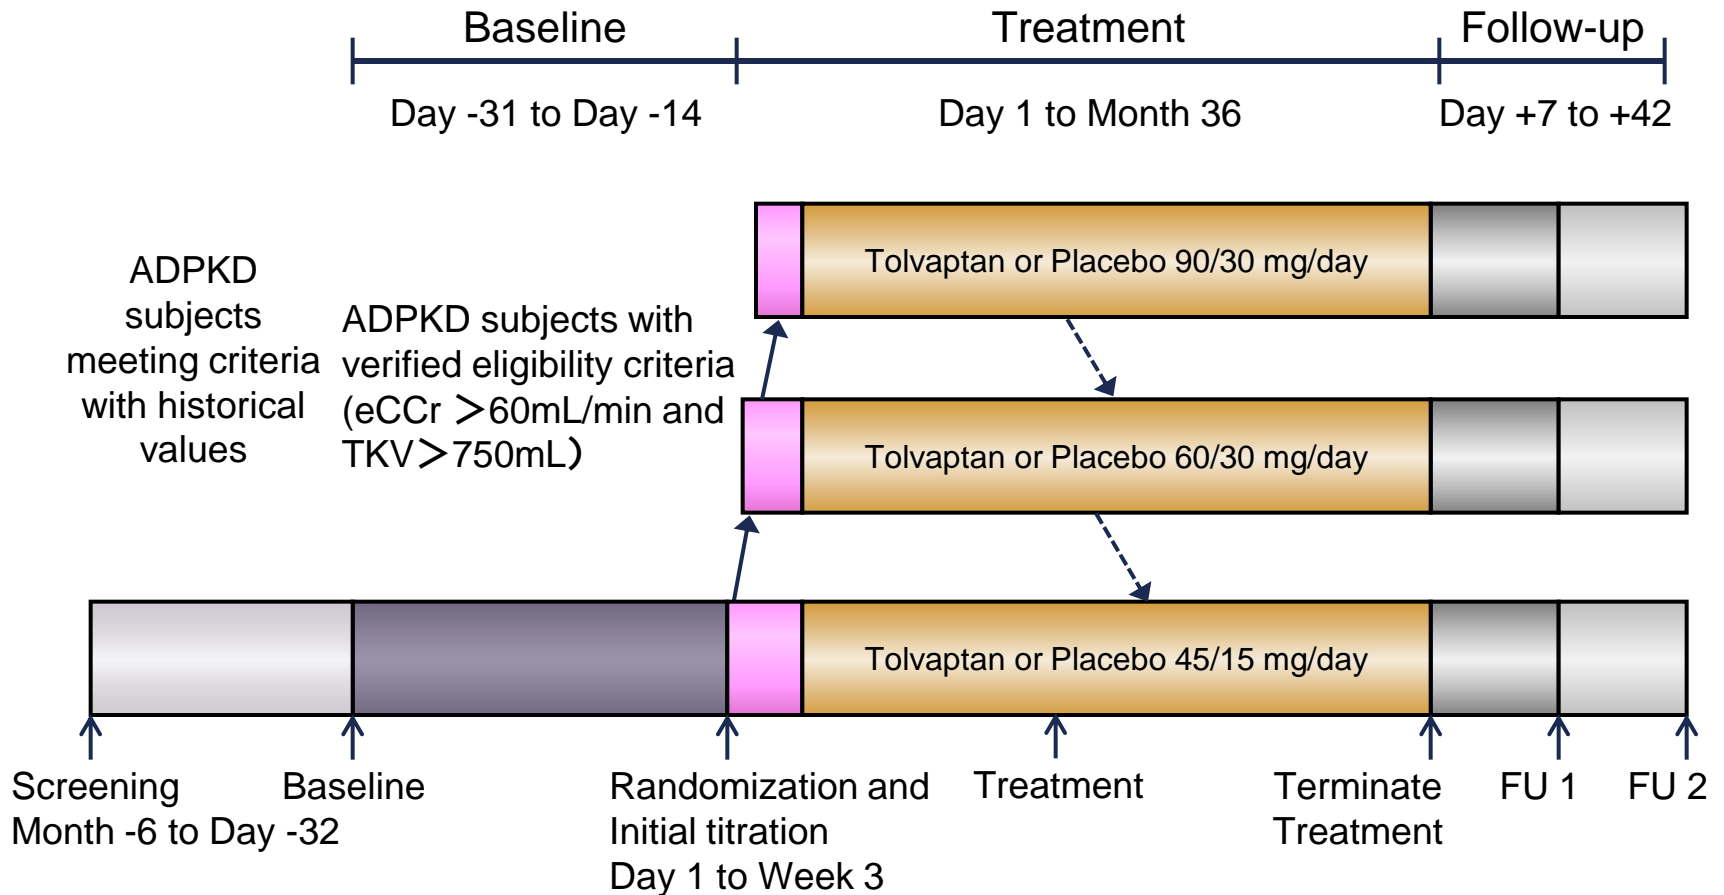 Baseline
Treatment
Follow-up
Day -31 to Day -14
Day 1 to Month 36
Day +7 to +42
ADPKD
subjects
meeting criteria
with historical
values
ADPKD subjects with
verified eligibility criteria
(eCCr ＞60mL/min and
TKV＞750mL)
Tolvaptan or Placebo 90/30 mg/day
Tolvaptan or Placebo 60/30 mg/day
Tolvaptan or Placebo 45/15 mg/day
Screening
Month -6 to Day -32
Baseline
Randomization and
Initial titration
Day 1 to Week 3
Treatment
Terminate
Treatment
FU 1
FU 2